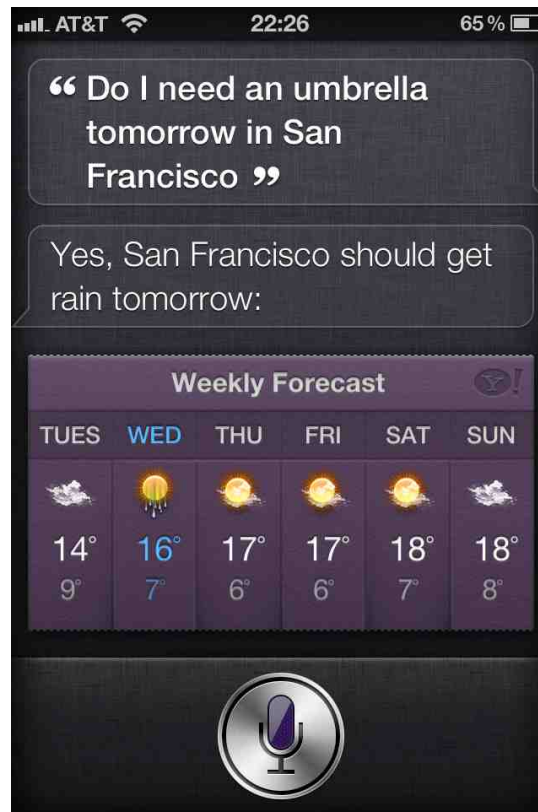 AT&T 22:26 65%
“ Do I need an umbrella
tomorrow in San
Francisco ”
Yes, San Francisco should get
rain tomorrow:
Weekly Forecast Y!
TUES WED THU FRI SAT SUN
14° 16° 17° 17° 18° 18°
9° 7° 6° 6° 7° 8°